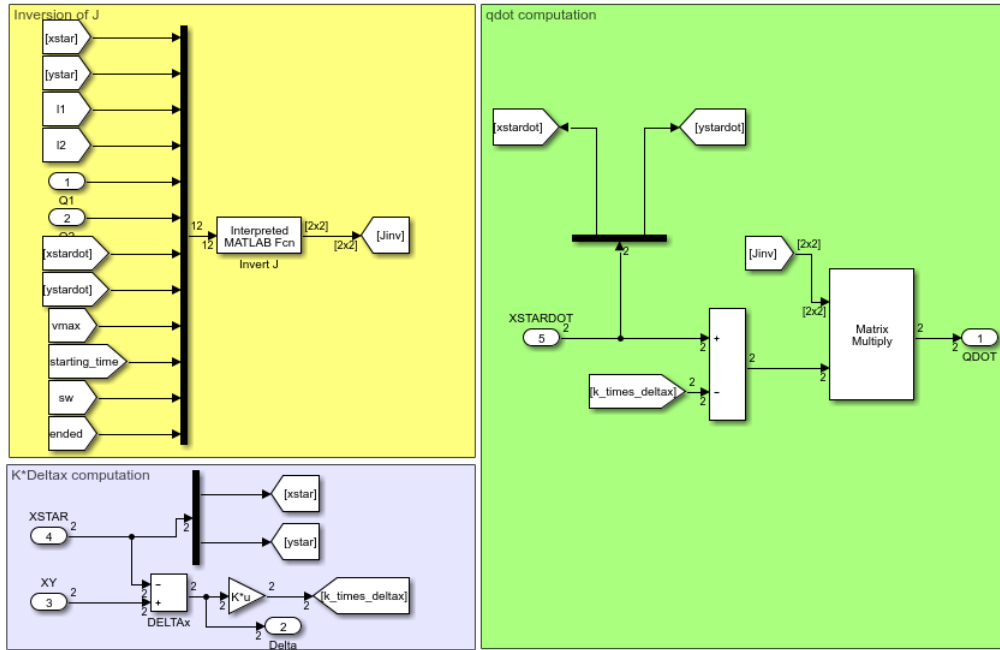 Inversion of J
[xstar]
[ystar]
l1
l2
1
Q1
2
[xstardot]
[ystardot]
vmax
starting_time
sw
ended
12
12
Interpreted
MATLAB Fcn
Invert J
[2x2]
[2x2]
[Jinv]
K*Deltax computation
XSTAR
4
2
2
[xstar]
[ystar]
XY
3
2
2
2
−
+
DELTAx
2
2
K*u
2
2
[k_times_deltax]
2
2
Delta
qdot computation
[xstardot]
[ystardot]
2
[Jinv]
[2x2]
[2x2]
XSTARDOT
5
2
2
+
−
[k_times_deltax]
2
2
2
2
Matrix
Multiply
2
2
1
QDOT